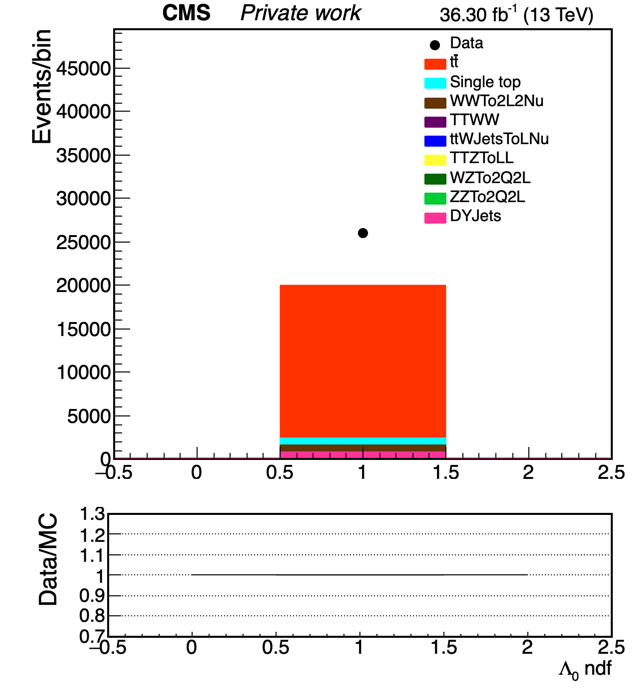 CMS Private work 36.30 fb⁻¹ (13 TeV)
Events/bin
45000
40000
35000
30000
25000
20000
15000
10000
5000
0
Data
tt̄
Single top
WWTo2L2Nu
TTWW
ttWJetsToLNu
TTZToLL
WZTo2Q2L
ZZTo2Q2L
DYJets
−0.5 0 0.5 1 1.5 2 2.5
Data/MC
1.3
1.2
1.1
1
0.9
0.8
0.7
−0.5 0 0.5 1 1.5 2 2.5
Λ₀ ndf